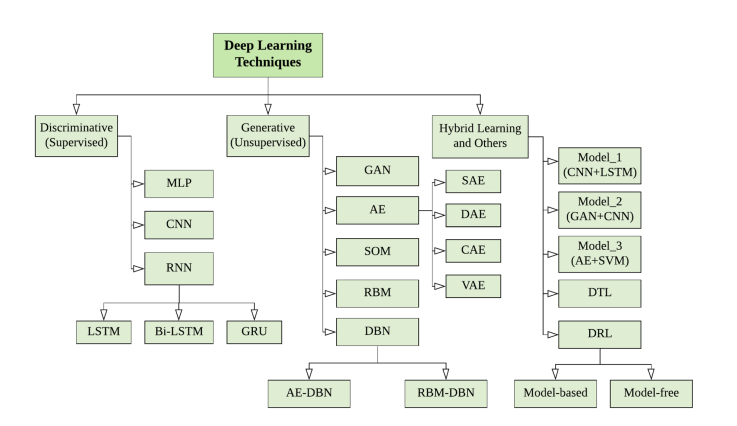 Deep Learning
Techniques
Discriminative
(Supervised)
MLP
CNN
RNN
LSTM
Bi-LSTM
GRU
Generative
(Unsupervised)
GAN
AE
SAE
DAE
CAE
VAE
SOM
RBM
DBN
AE-DBN
RBM-DBN
Hybrid Learning
and Others
Model_1
(CNN+LSTM)
Model_2
(GAN+CNN)
Model_3
(AE+SVM)
DTL
DRL
Model-based
Model-free